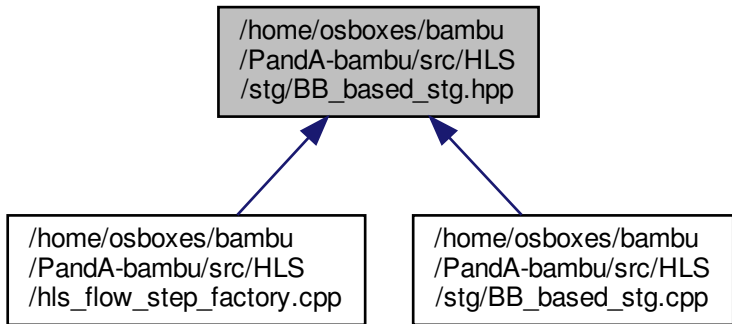 /home/osboxes/bambu
/PandA-bambu/src/HLS
/stg/BB_based_stg.hpp
/home/osboxes/bambu
/PandA-bambu/src/HLS
/hls_flow_step_factory.cpp
/home/osboxes/bambu
/PandA-bambu/src/HLS
/stg/BB_based_stg.cpp